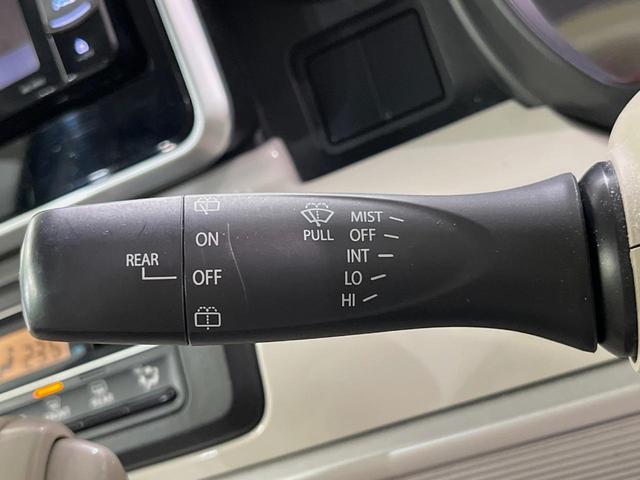 REAR
ON
OFF
PULL
MIST
OFF
INT
LO
HI